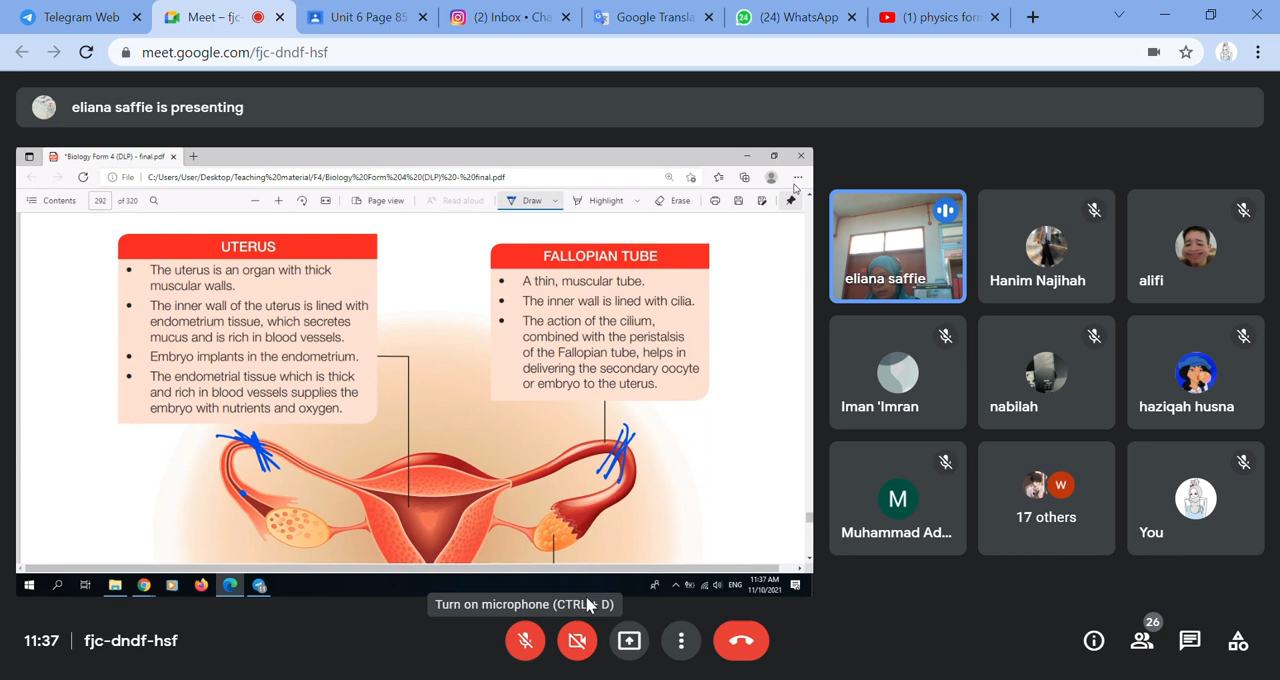 Telegram Web
Meet – fjc-
Unit 6 Page 85
(2) Inbox • Cha
Google Transla
(24) WhatsApp
(1) physics form
meet.google.com/fjc-dndf-hsf
eliana saffie is presenting
"Biology Form 4 (DLP) - final.pdf
File C:/Users/User/Desktop/Teaching%20material/F4/Biology%20Form%204%20(DLP)%20-%20final.pdf
Contents 292 of 320 Page view Read aloud Draw Highlight Erase
UTERUS
• The uterus is an organ with thick
muscular walls.
• The inner wall of the uterus is lined with
endometrium tissue, which secretes
mucus and is rich in blood vessels.
• Embryo implants in the endometrium.
• The endometrial tissue which is thick
and rich in blood vessels supplies the
embryo with nutrients and oxygen.
FALLOPIAN TUBE
• A thin, muscular tube.
• The inner wall is lined with cilia.
• The action of the cilium,
combined with the peristalsis
of the Fallopian tube, helps in
delivering the secondary oocyte
or embryo to the uterus.
eliana saffie
Hanim Najihah
alifi
Iman 'Imran
nabilah
haziqah husna
M
Muhammad Ad...
W
17 others
You
ENG
11:37 AM
11/10/2021
Turn on microphone (CTRL + D)
11:37 fjc-dndf-hsf
26